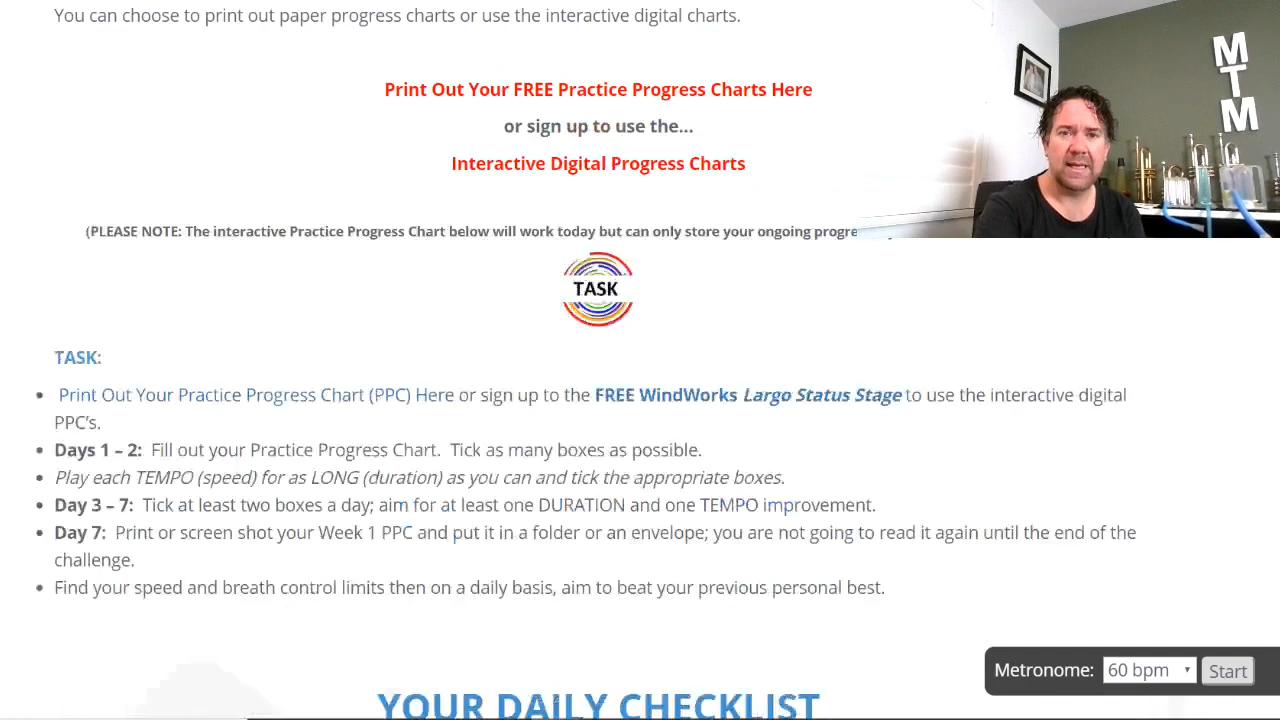 You can choose to print out paper progress charts or use the interactive digital charts.
Print Out Your FREE Practice Progress Charts Here
or sign up to use the...
Interactive Digital Progress Charts
(PLEASE NOTE: The interactive Practice Progress Chart below will work today but can only store your ongoing
TASK
TASK:
Print Out Your Practice Progress Chart (PPC) Here or sign up to the FREE WindWorks Largo Status Stage to use the interactive digital
PPC's.
Days 1 – 2: Fill out your Practice Progress Chart. Tick as many boxes as possible.
Play each TEMPO (speed) for as LONG (duration) as you can and tick the appropriate boxes.
Day 3 – 7: Tick at least two boxes a day; aim for at least one DURATION and one TEMPO improvement.
Day 7: Print or screen shot your Week 1 PPC and put it in a folder or an envelope; you are not going to read it again until the end of the
challenge.
Find your speed and breath control limits then on a daily basis, aim to beat your previous personal best.
YOUR DAILY CHECKLIST
Metronome: 60 bpm Start
M
T
M